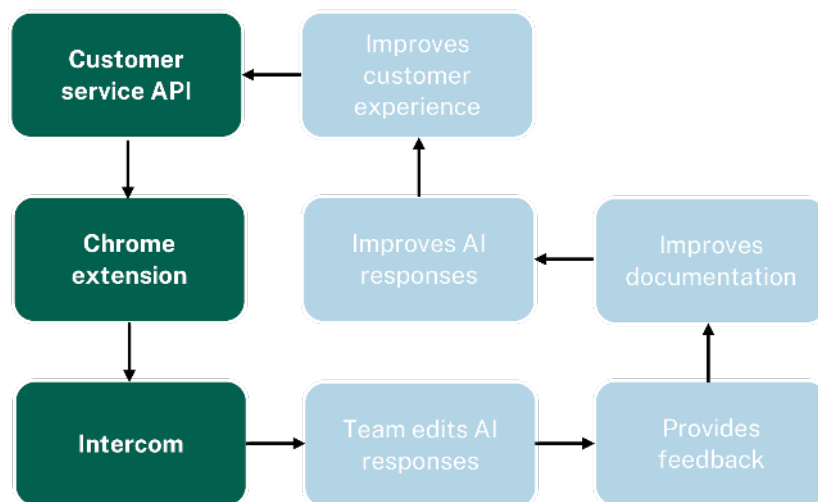 Customer
service API
Improves
customer
experience
Chrome
extension
Improves AI
responses
Improves
documentation
Intercom
Team edits AI
responses
Provides
feedback